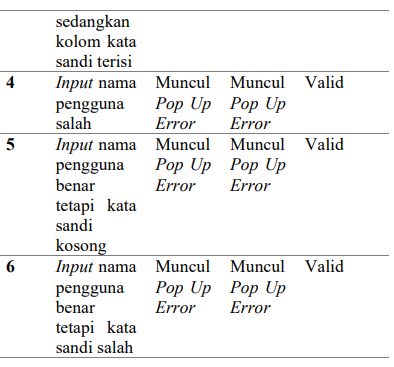 sedangkan
kolom kata
sandi terisi
4 Input nama Muncul Muncul Valid
pengguna Pop Up Pop Up
salah Error Error
5 Input nama Muncul Muncul Valid
pengguna Pop Up Pop Up
benar Error Error
tetapi kata
sandi
kosong
6 Input nama Muncul Muncul Valid
pengguna Pop Up Pop Up
benar Error Error
tetapi kata
sandi salah